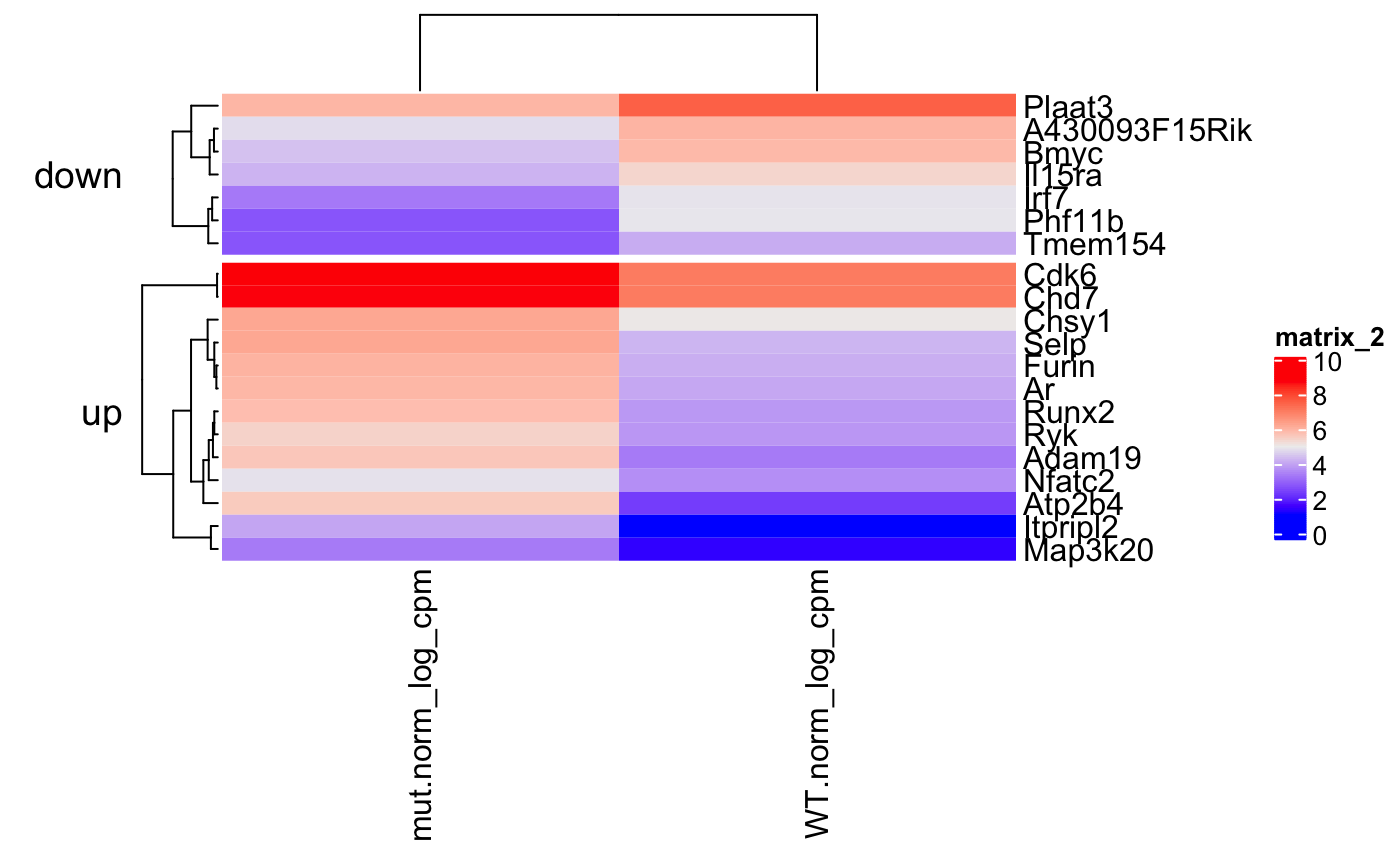 down
Plaat3
A430093F15Rik
Bmyc
Il15ra
Irf7
Phf11b
Tmem154
up
Cdk6
Chd7
Chsy1
Selp
Furin
Ar
Runx2
Ryk
Adam19
Nfatc2
Atp2b4
Itpripl2
Map3k20
mut.norm_log_cpm
WT.norm_log_cpm
matrix_2
10
8
6
4
2
0